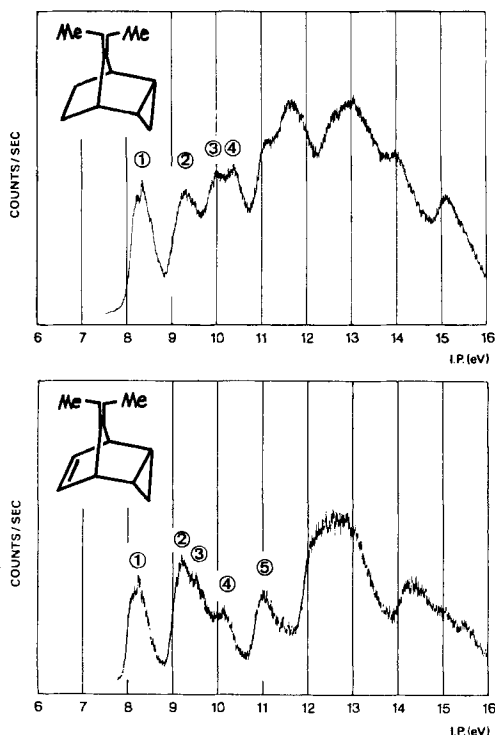 Me Me
COUNTS/SEC
① ② ③ ④
6 7 8 9 10 11 12 13 14 15 16
I.P.(eV)
Me Me
COUNTS/SEC
① ② ③ ④ ⑤
6 7 8 9 10 11 12 13 14 15 16
I.P.(eV)